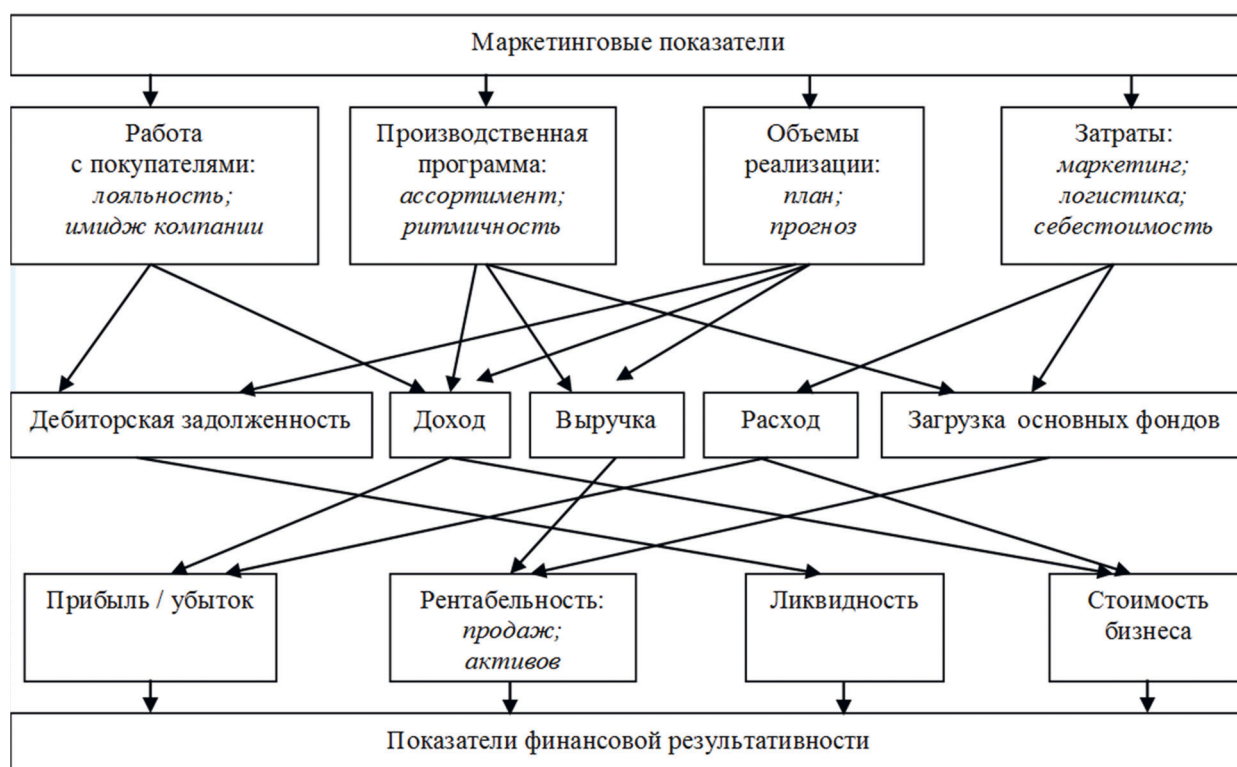 Маркетинговые показатели
Работа
с покупателями:
лояльность;
имидж компании
Производственная
программа:
ассортимент;
ритмичность
Объемы
реализации:
план;
прогноз
Затраты:
маркетинг;
логистика;
себестоимость
Дебиторская задолженность
Доход
Выручка
Расход
Загрузка основных фондов
Прибыль / убыток
Рентабельность:
продаж;
активов
Ликвидность
Стоимость
бизнеса
Показатели финансовой результативности